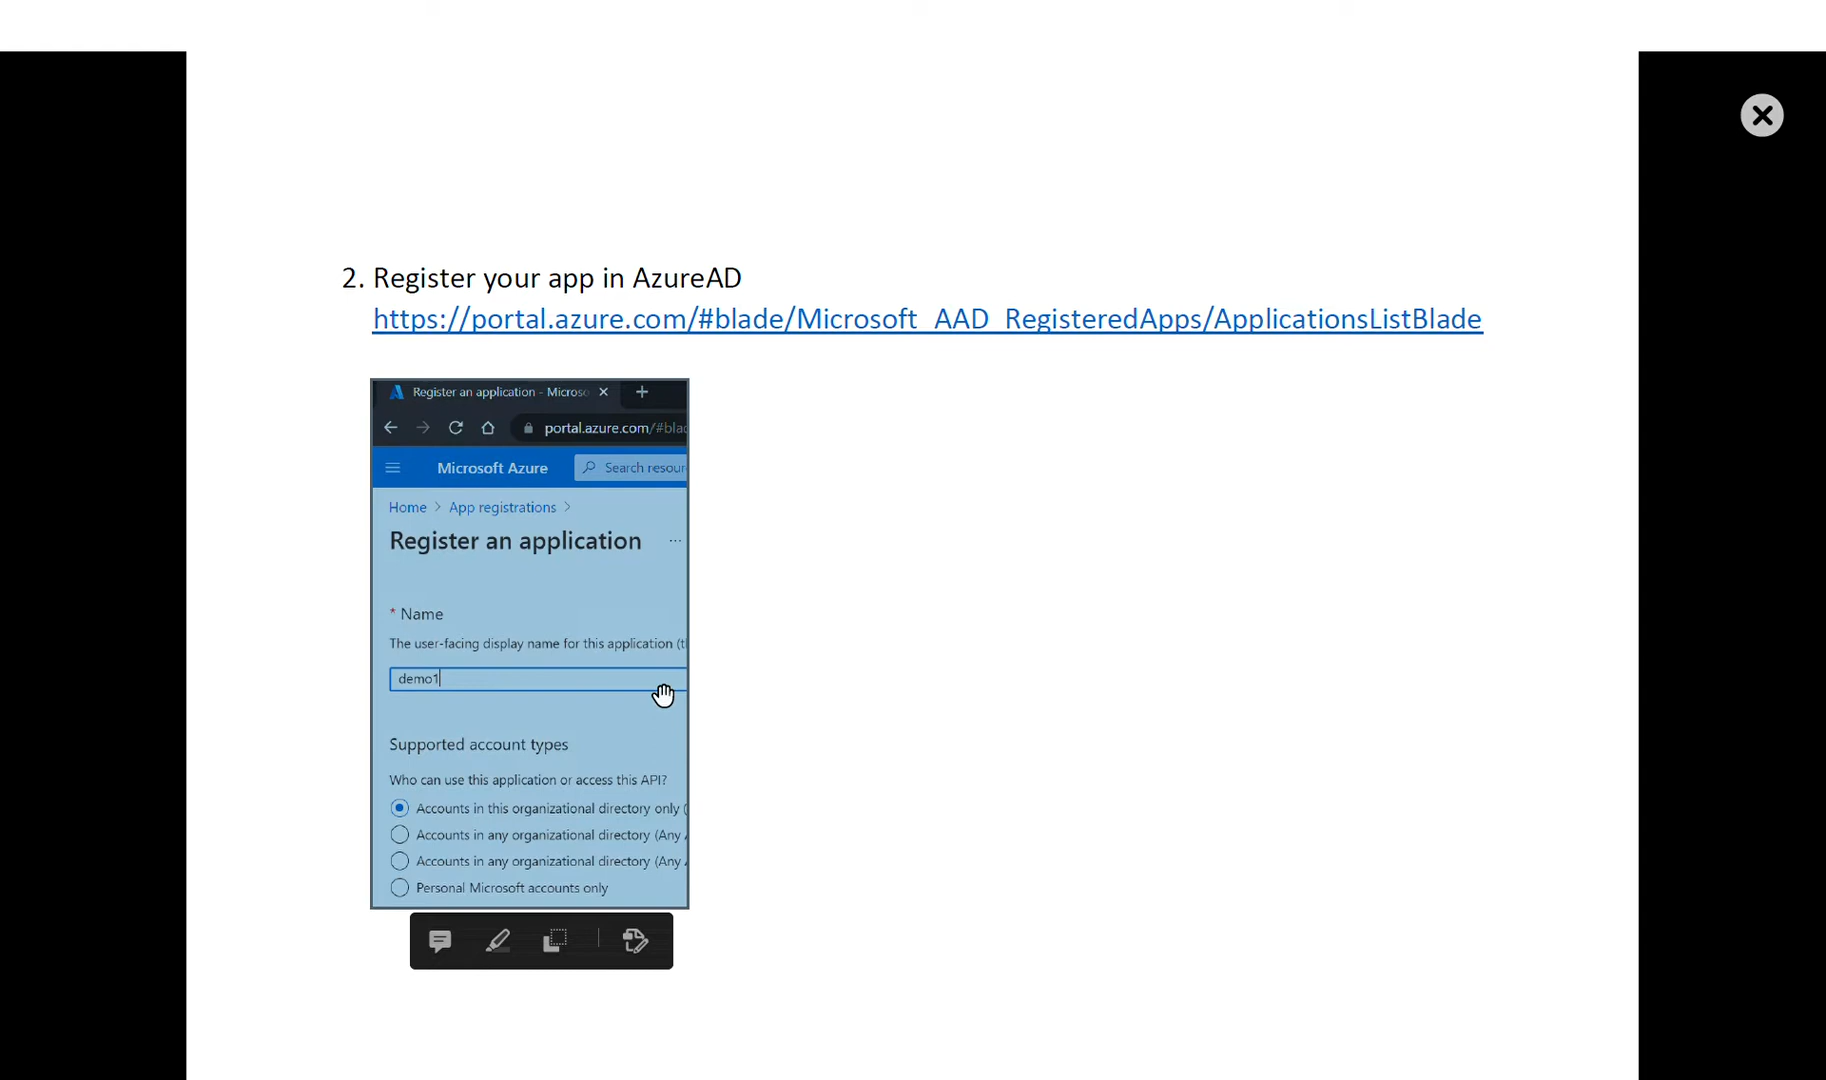 2. Register your app in AzureAD
https://portal.azure.com/#blade/Microsoft_AAD_RegisteredApps/ApplicationsListBlade
Register an application - Microso
portal.azure.com/#blad
Microsoft Azure
Search resour
Home > App registrations >
Register an application ...
* Name
The user-facing display name for this application (t
demo1
Supported account types
Who can use this application or access this API?
Accounts in this organizational directory only (
Accounts in any organizational directory (Any A
Accounts in any organizational directory (Any A
Personal Microsoft accounts only